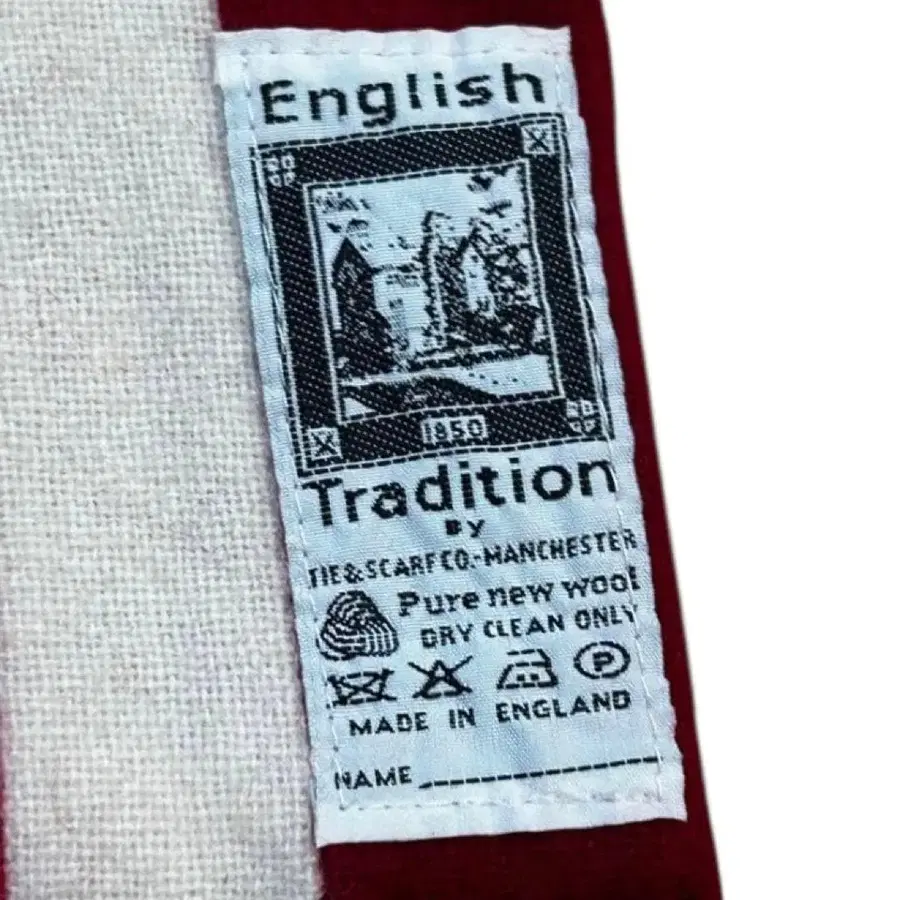 English
1850
Tradition
BY
TIE&SCARF CO.-MANCHESTER
Pure new wool
DRY CLEAN ONLY
P
MADE IN ENGLAND
NAME